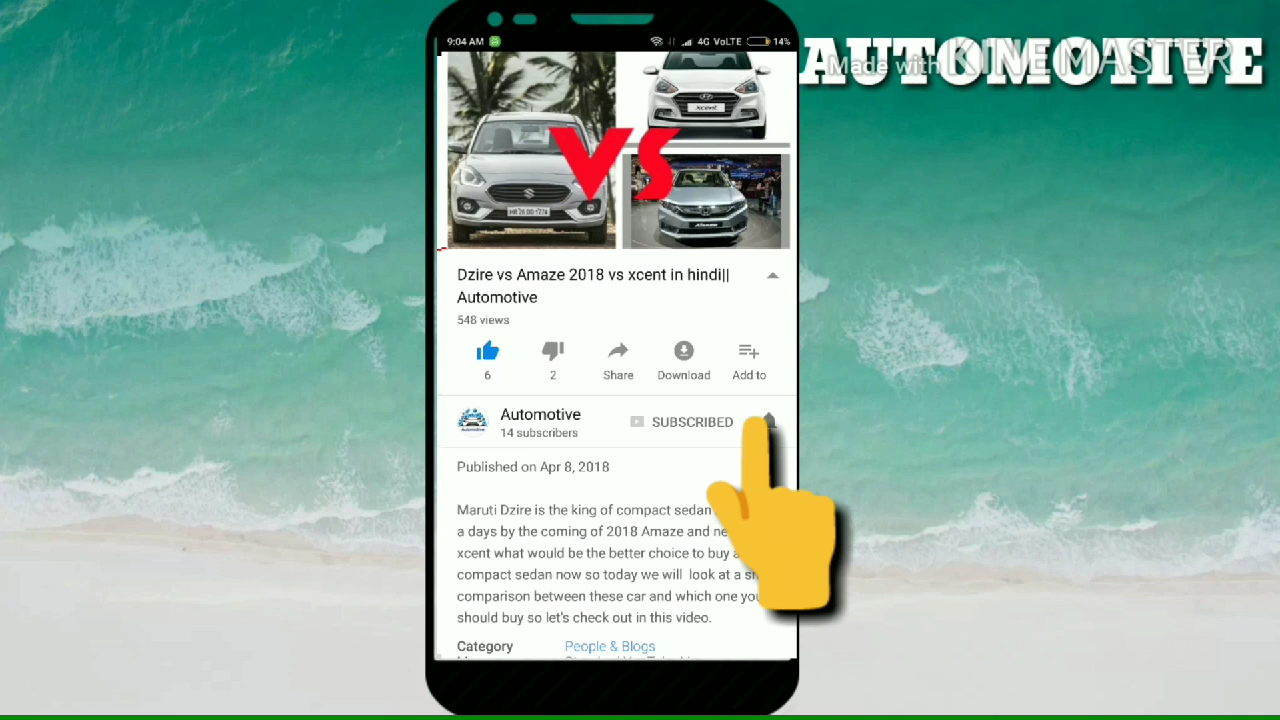 AUTOMOTIVE
Made with KINEMASTER
9:04 AM
4G VoLTE 14%
xcent
VS
AMAZE
Dzire vs Amaze 2018 vs xcent in hindi||
Automotive
548 views
6
2
Share
Download
Add to
Automotive
SUBSCRIBED
14 subscribers
Published on Apr 8, 2018
Maruti Dzire is the king of compact sedan
a days by the coming of 2018 Amaze and
xcent what would be the better choice to buy
compact sedan now so today we will look at a
comparison between these car and which one you
should buy so let's check out in this video.
Category
People & Blogs